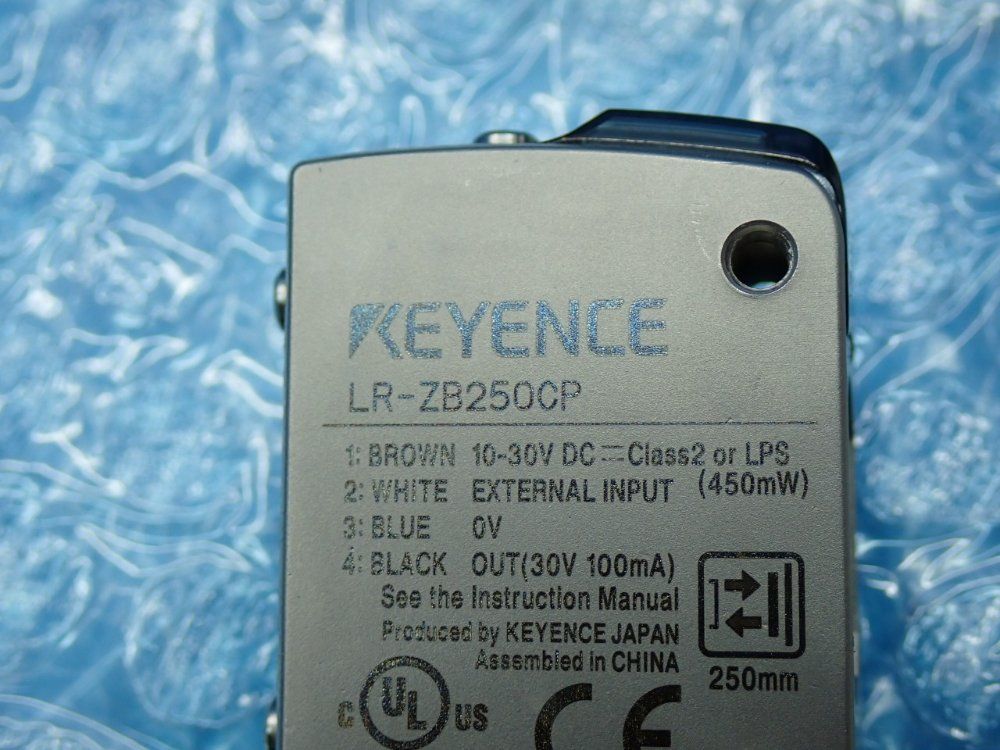 KEYENCE
LR-ZB250CP
1: BROWN 10-30V DC ⎓ Class2 or LPS
(450mW)
2: WHITE EXTERNAL INPUT
3: BLUE 0V
4: BLACK OUT(30V 100mA)
See the Instruction Manual
Produced by KEYENCE JAPAN
Assembled in CHINA
250mm
C UL US
CE